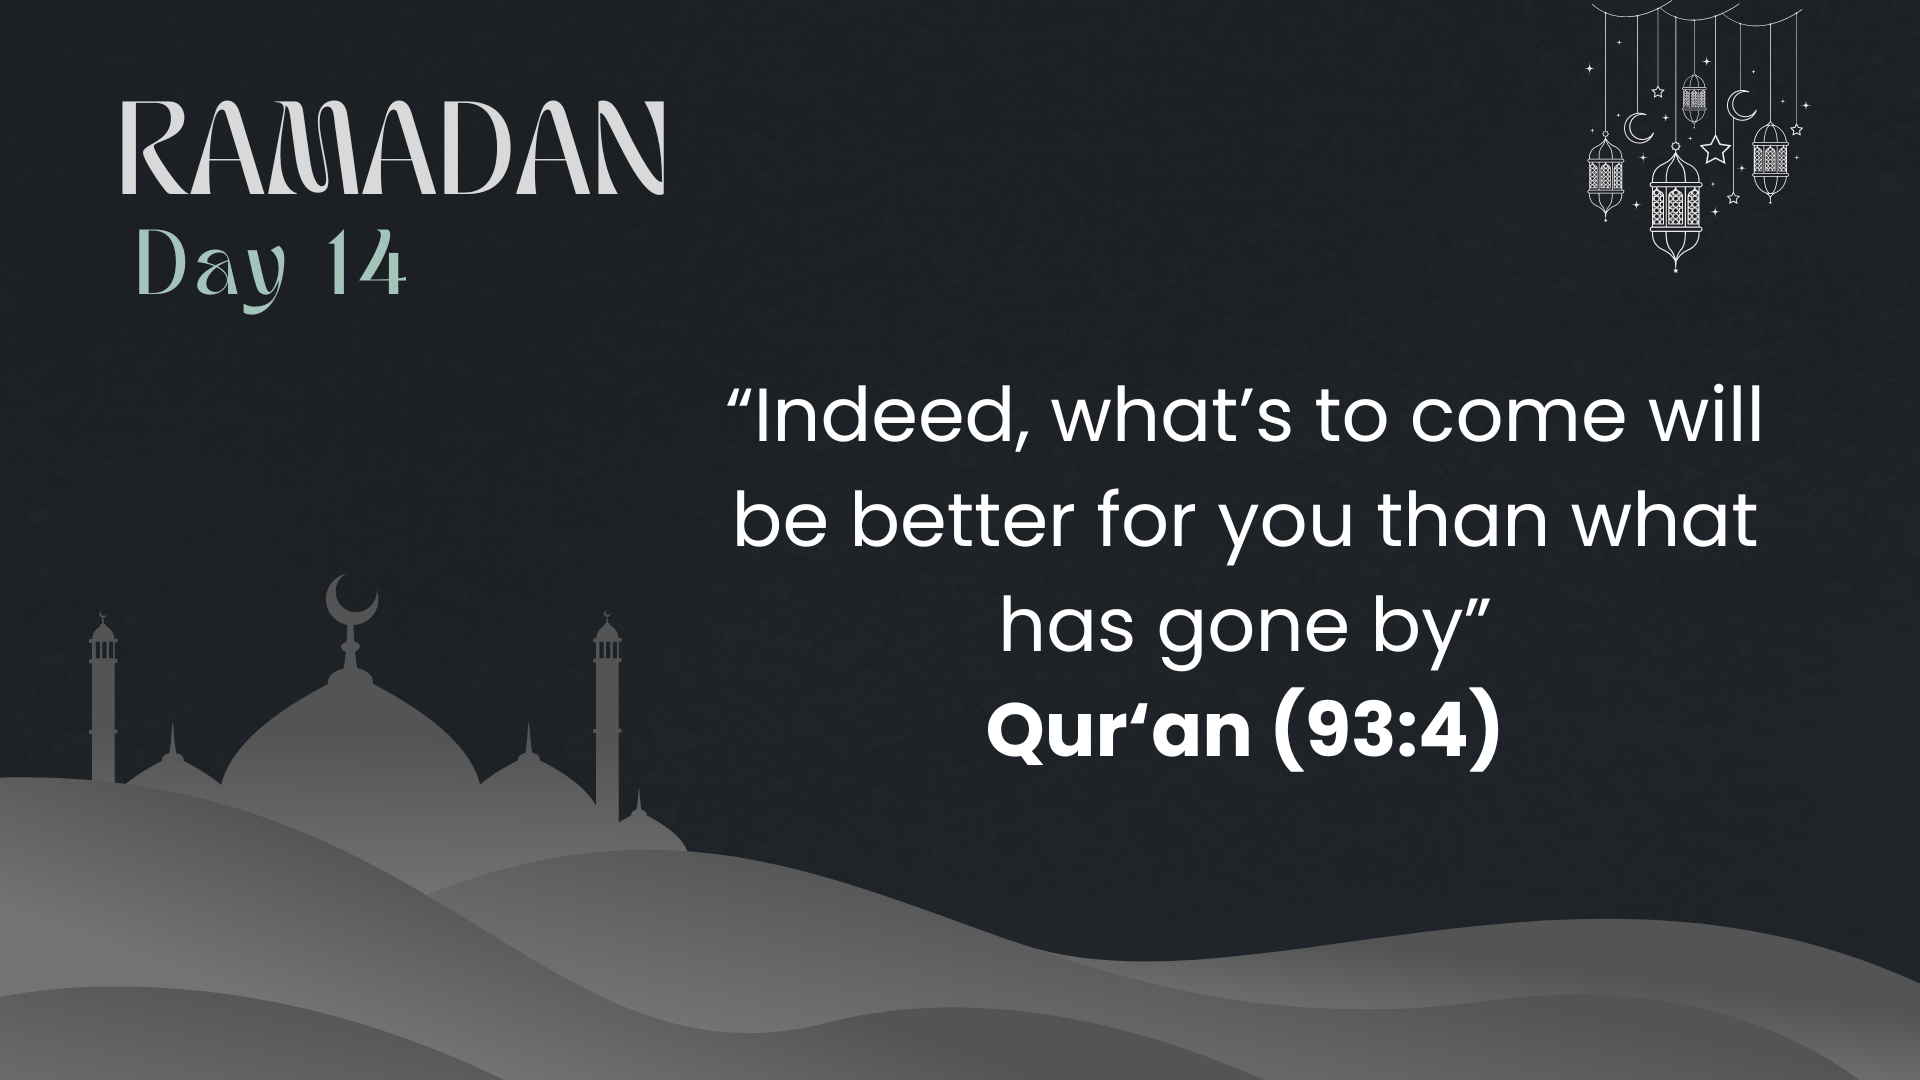 RAMADAN
Day 14
“Indeed, what’s to come will
be better for you than what
has gone by”
Qur‘an (93:4)